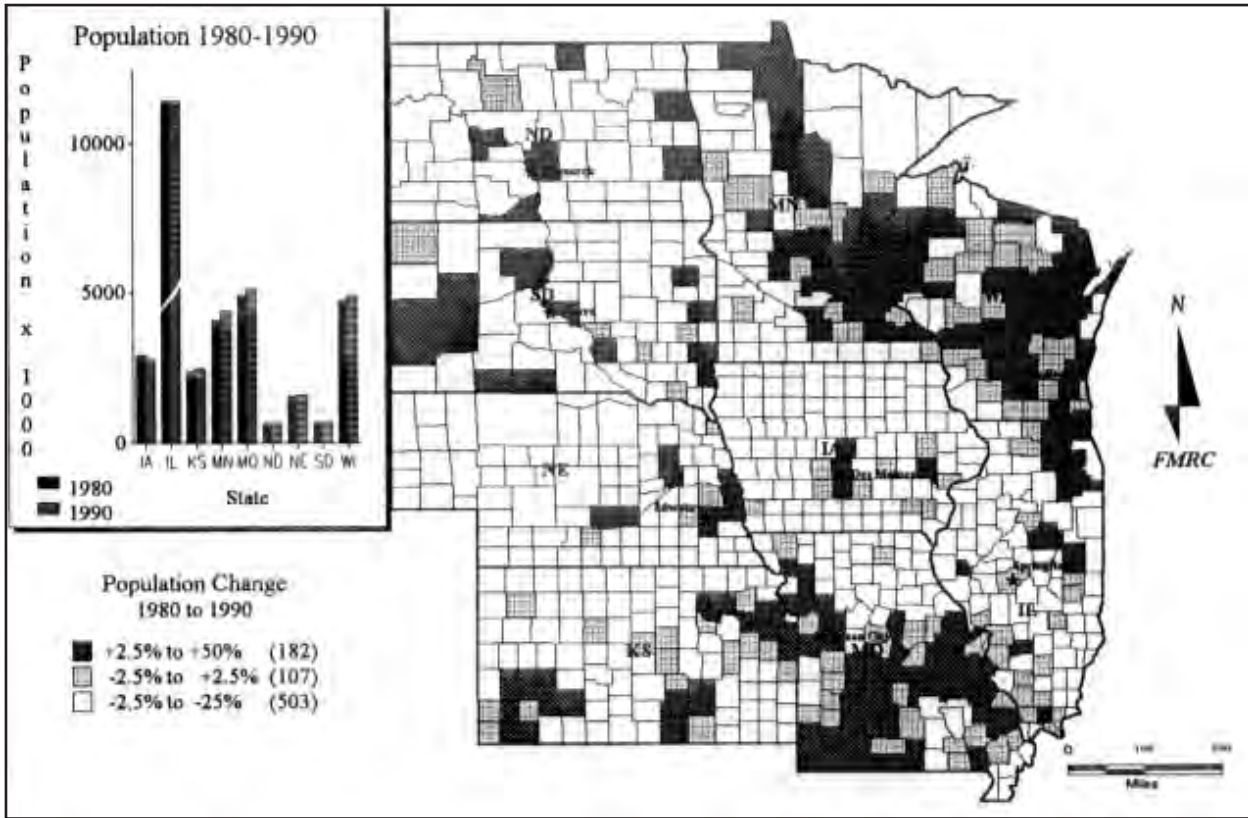 Population 1980-1990
Population x 1000
10000
5000
0
IA IL KS MN MO ND NE SD WI
State
1980
1990
Population Change
1980 to 1990
+2.5% to +50% (182)
-2.5% to +2.5% (107)
-2.5% to -25% (503)
ND
MN
SD
WI
IA
Des Moines
NE
KS
MO
N
FMRC
0 100
Miles